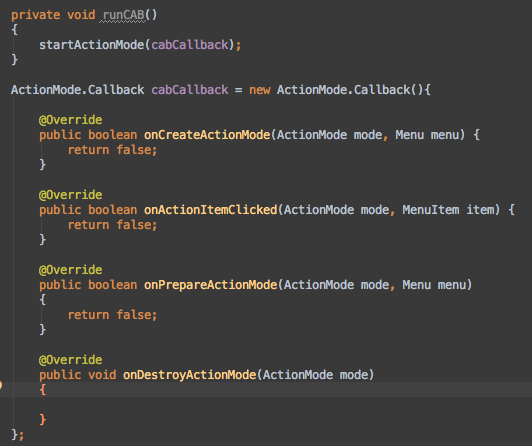 private void runCAB()
{
    startActionMode(cabCallback);
}

ActionMode.Callback cabCallback = new ActionMode.Callback(){

    @Override
    public boolean onCreateActionMode(ActionMode mode, Menu menu) {
        return false;
    }

    @Override
    public boolean onActionItemClicked(ActionMode mode, MenuItem item) {
        return false;
    }

    @Override
    public boolean onPrepareActionMode(ActionMode mode, Menu menu)
    {
        return false;
    }

    @Override
    public void onDestroyActionMode(ActionMode mode)
    {

    }
};